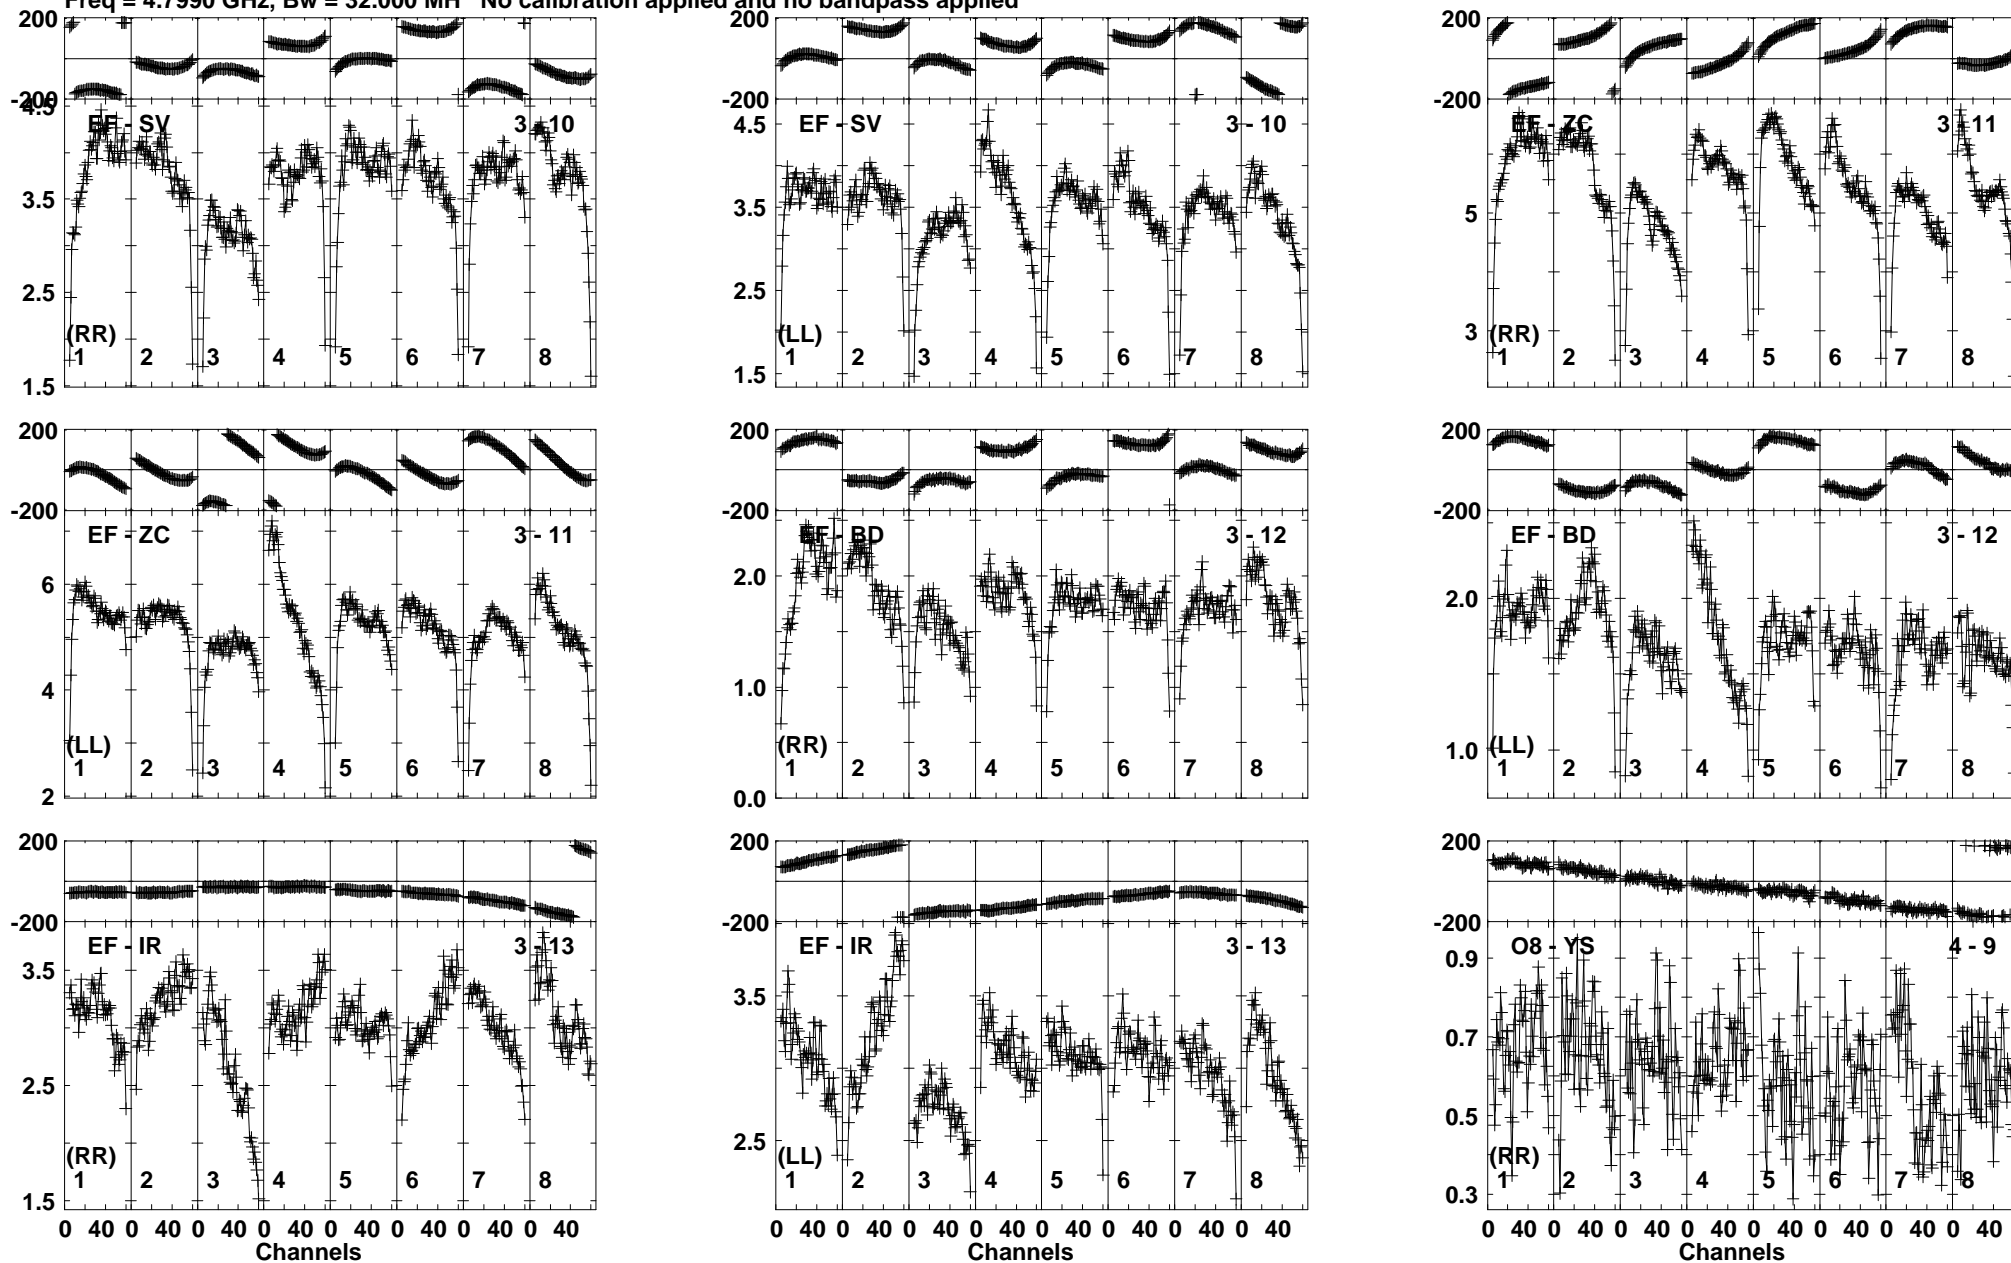 Freq = 4.7990 GHz, Bw = 32.000 MH No calibration applied and no bandpass applied
200 200 200
-200 -200 -200
4.5 EF - SV 3 - 10 4.5 EF - SV 3 - 10 EF - ZC 3 - 11
3.5 3.5 5
2.5 2.5 3
(RR) (LL) (RR)
1 2 3 4 5 6 7 8 1 2 3 4 5 6 7 8 1 2 3 4 5 6 7 8
1.5 1.5
200 200 200
-200 -200 -200
EF - ZC 3 - 11 EF - BD 3 - 12 EF - BD 3 - 12
6 2.0 2.0
4 1.0 1.0
(LL) (RR) (LL)
1 2 3 4 5 6 7 8 1 2 3 4 5 6 7 8 1 2 3 4 5 6 7 8
2 0.0
200 200 200
-200 -200 -200
EF - IR 3 - 13 EF - IR 3 - 13 O8 - YS 4 - 9
3.5 3.5 0.9
0.7
2.5 2.5 0.5
(RR) (LL) (RR)
1 2 3 4 5 6 7 8 1 2 3 4 5 6 7 8 1 2 3 4 5 6 7 8
1.5 0.3
0 40 0 40 0 40 0 40 0 40 0 40 0 40 0 40 0 40 0 40 0 40 0 40 0 40 0 40 0 40 0 40 0 40 0 40 0 40 0 40 0 40 0 40 0 40 0 40
Channels Channels Channels